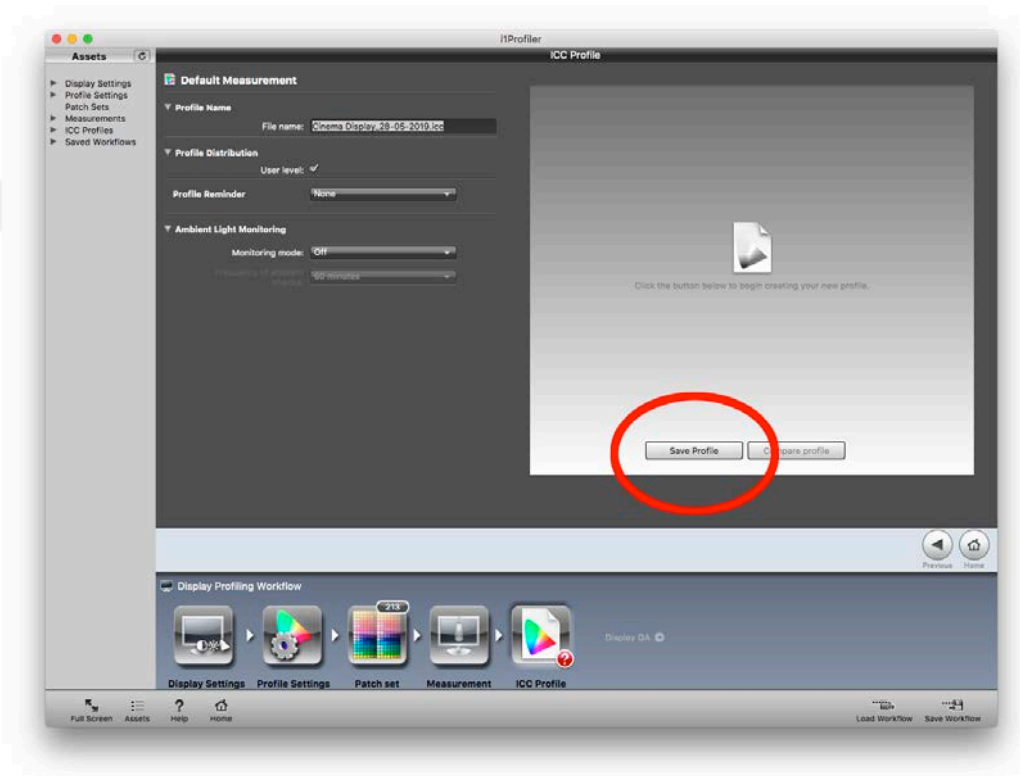 i1Profiler
Assets
ICC Profile
Display Settings
Profile Settings
Patch Sets
Measurements
ICC Profiles
Saved Workflows
Default Measurement
Profile Name
File name: Cinema Display_28-05-2019.icc
Profile Distribution
User level:
Profile Reminder None
Ambient Light Monitoring
Monitoring mode: Off
60 minutes
Click the button below to begin creating your new profile.
Save Profile
profile
Previous Home
Display Profiling Workflow
213
Display QA
Display Settings Profile Settings Patch set Measurement ICC Profile
Full Screen Assets Help Home
Load Workflow Save Workflow